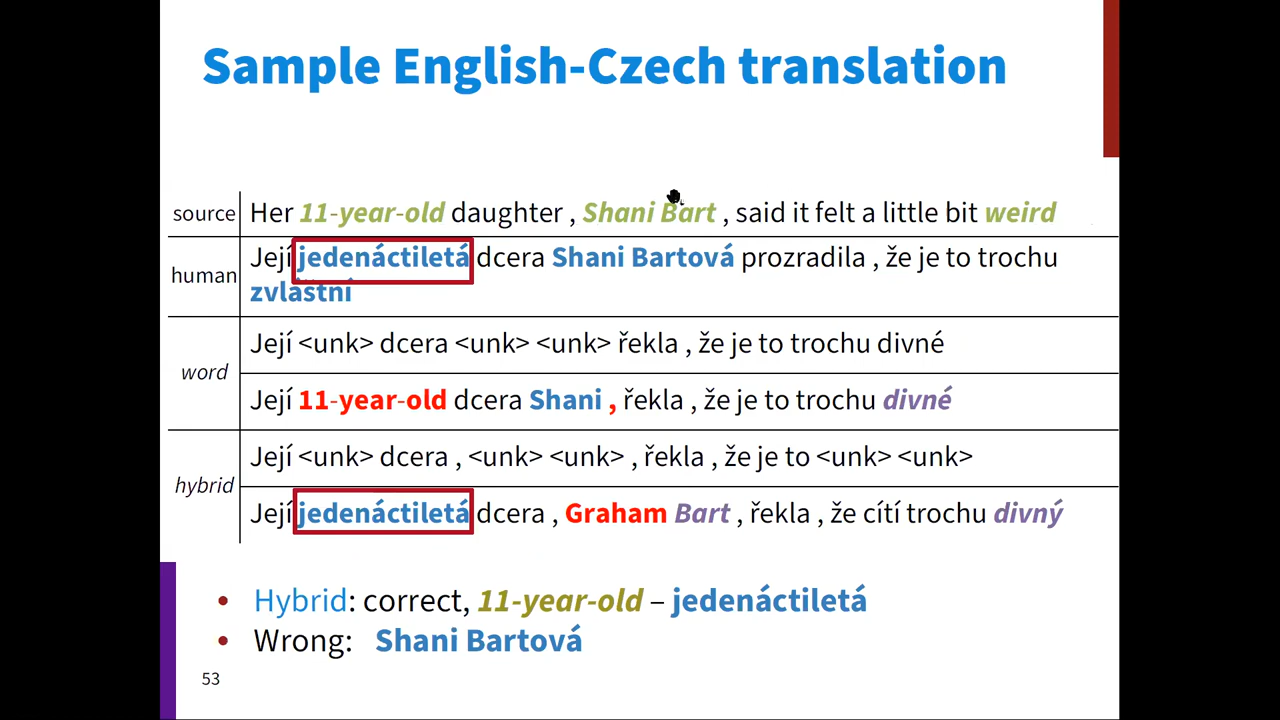 Sample English-Czech translation
source Her 11-year-old daughter , Shani Bart , said it felt a little bit weird
human Její jedenáctiletá dcera Shani Bartová prozradila , že je to trochu
zvláštní
word Její <unk> dcera <unk> <unk> řekla , že je to trochu divné
Její 11-year-old dcera Shani , řekla , že je to trochu divné
hybrid Její <unk> dcera , <unk> <unk> , řekla , že je to <unk> <unk>
Její jedenáctiletá dcera , Graham Bart , řekla , že cítí trochu divný
• Hybrid: correct, 11-year-old – jedenáctiletá
• Wrong: Shani Bartová
53